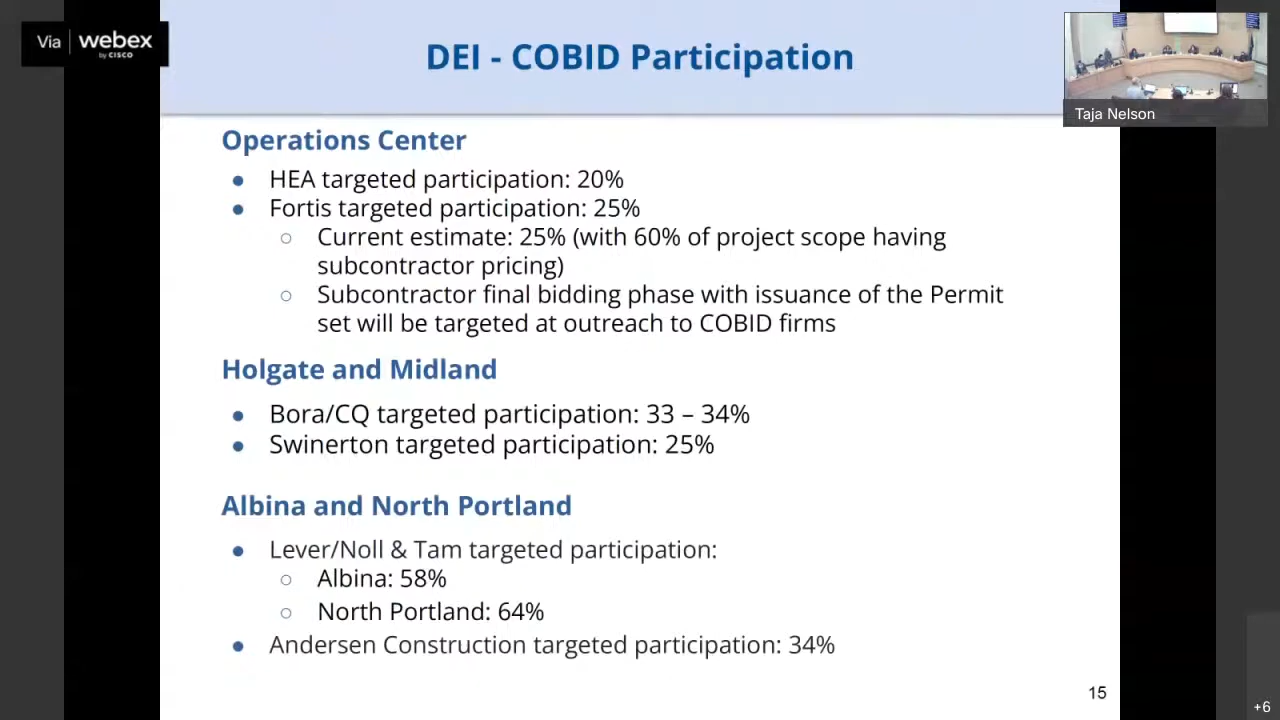 Via webex
by CISCO
DEI - COBID Participation
Taja Nelson
Operations Center
● HEA targeted participation: 20%
● Fortis targeted participation: 25%
○ Current estimate: 25% (with 60% of project scope having
subcontractor pricing)
○ Subcontractor final bidding phase with issuance of the Permit
set will be targeted at outreach to COBID firms
Holgate and Midland
● Bora/CQ targeted participation: 33 – 34%
● Swinerton targeted participation: 25%
Albina and North Portland
● Lever/Noll & Tam targeted participation:
○ Albina: 58%
○ North Portland: 64%
● Andersen Construction targeted participation: 34%
15
+6